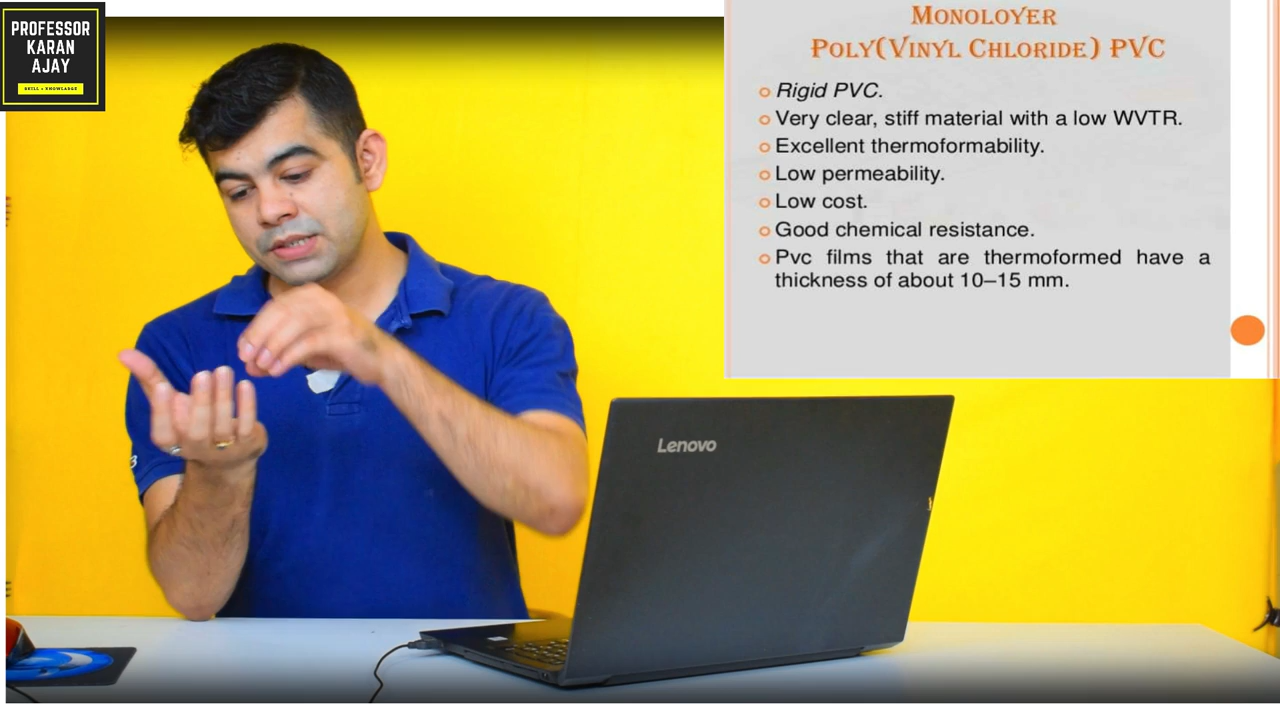 PROFESSOR
KARAN
AJAY
SKILL + KNOWLADGE
MONOLOYER
POLY(VINYL CHLORIDE) PVC
Rigid PVC.
Very clear, stiff material with a low WVTR.
Excellent thermoformability.
Low permeability.
Low cost.
Good chemical resistance.
Pvc films that are thermoformed have a
thickness of about 10–15 mm.
Lenovo